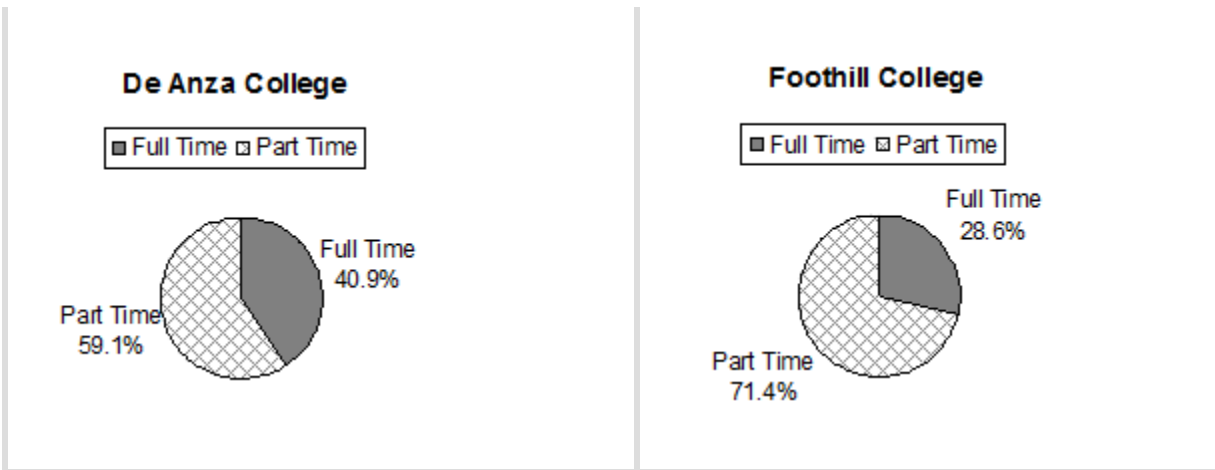 De Anza College
Full Time Part Time
Full Time
40.9%
Part Time
59.1%
Foothill College
Full Time Part Time
Full Time
28.6%
Part Time
71.4%